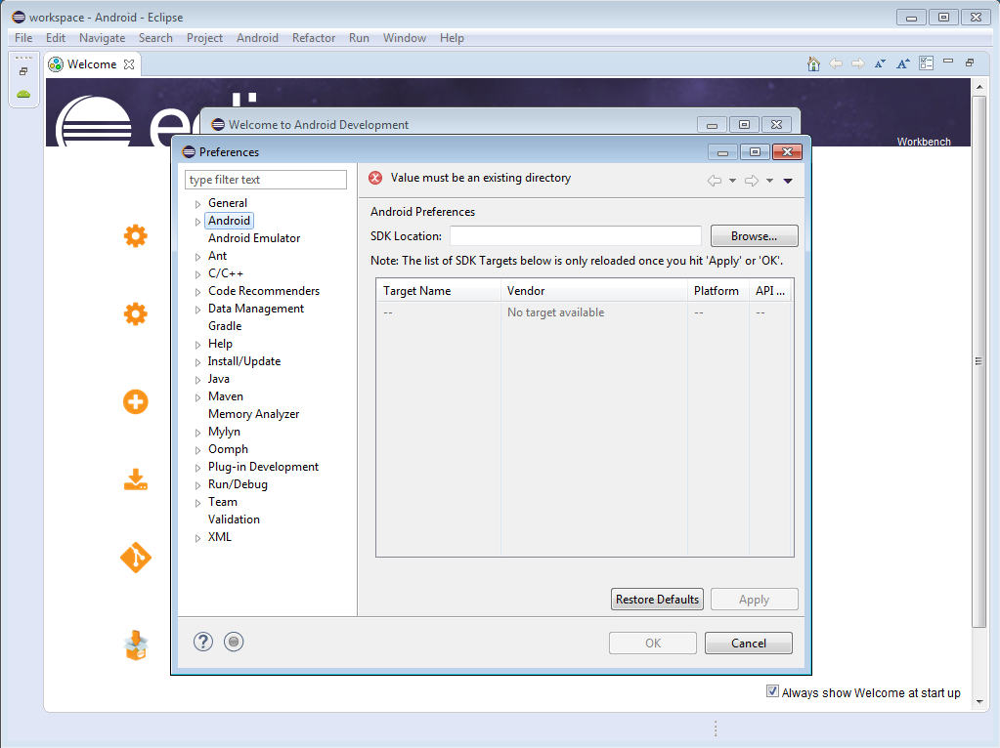 workspace - Android - Eclipse
File Edit Navigate Search Project Android Refactor Run Window Help
Welcome
Welcome to Android Development
Workbench
Preferences
type filter text
General
Android
Android Emulator
Ant
C/C++
Code Recommenders
Data Management
Gradle
Help
Install/Update
Java
Maven
Memory Analyzer
Mylyn
Oomph
Plug-in Development
Run/Debug
Team
Validation
XML
Value must be an existing directory
Android Preferences
SDK Location: Browse...
Note: The list of SDK Targets below is only reloaded once you hit 'Apply' or 'OK'.
Target Name Vendor Platform API ...
-- No target available -- --
Restore Defaults Apply
OK Cancel
Always show Welcome at start up